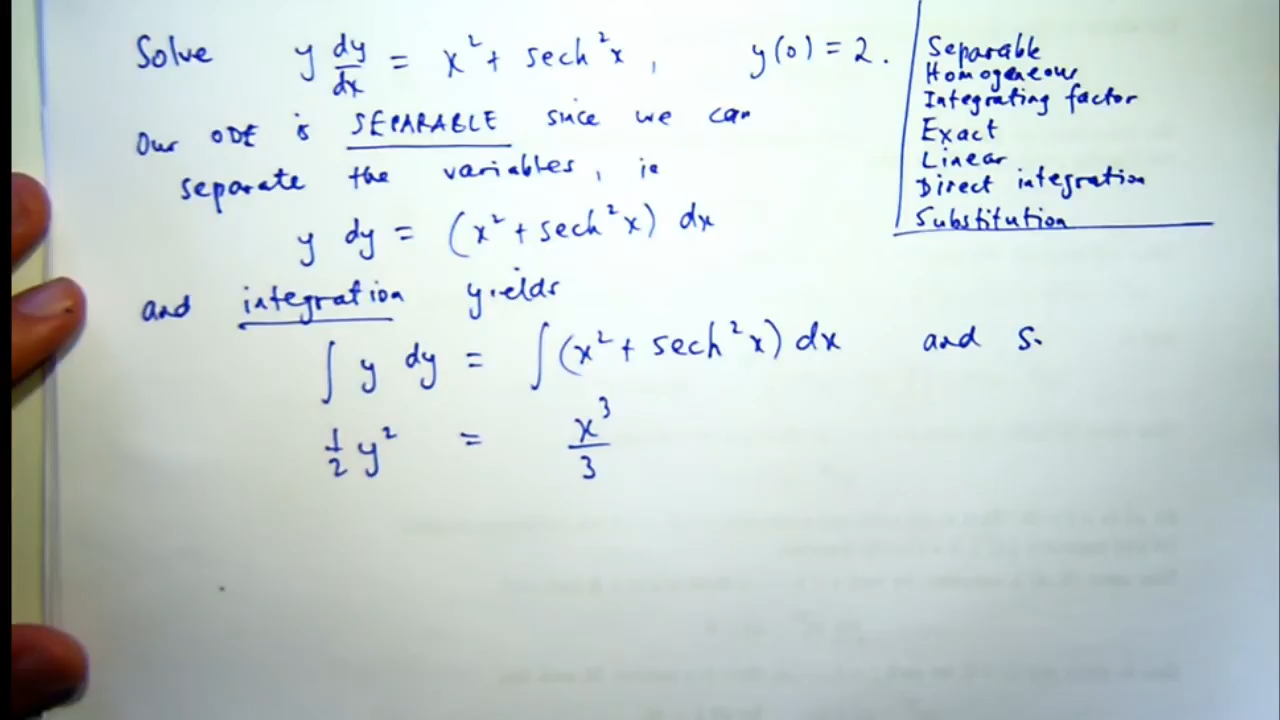 Solve y dy/dx = x² + sech²x, y(0) = 2.
Our ODE is SEPARABLE since we can
separate the variables, ie
y dy = (x² + sech²x) dx
and integration yields
∫ y dy = ∫(x² + sech²x) dx and so
½y² = x³/3
Separable
Homogeneous
Integrating factor
Exact
Linear
Direct integration
Substitution